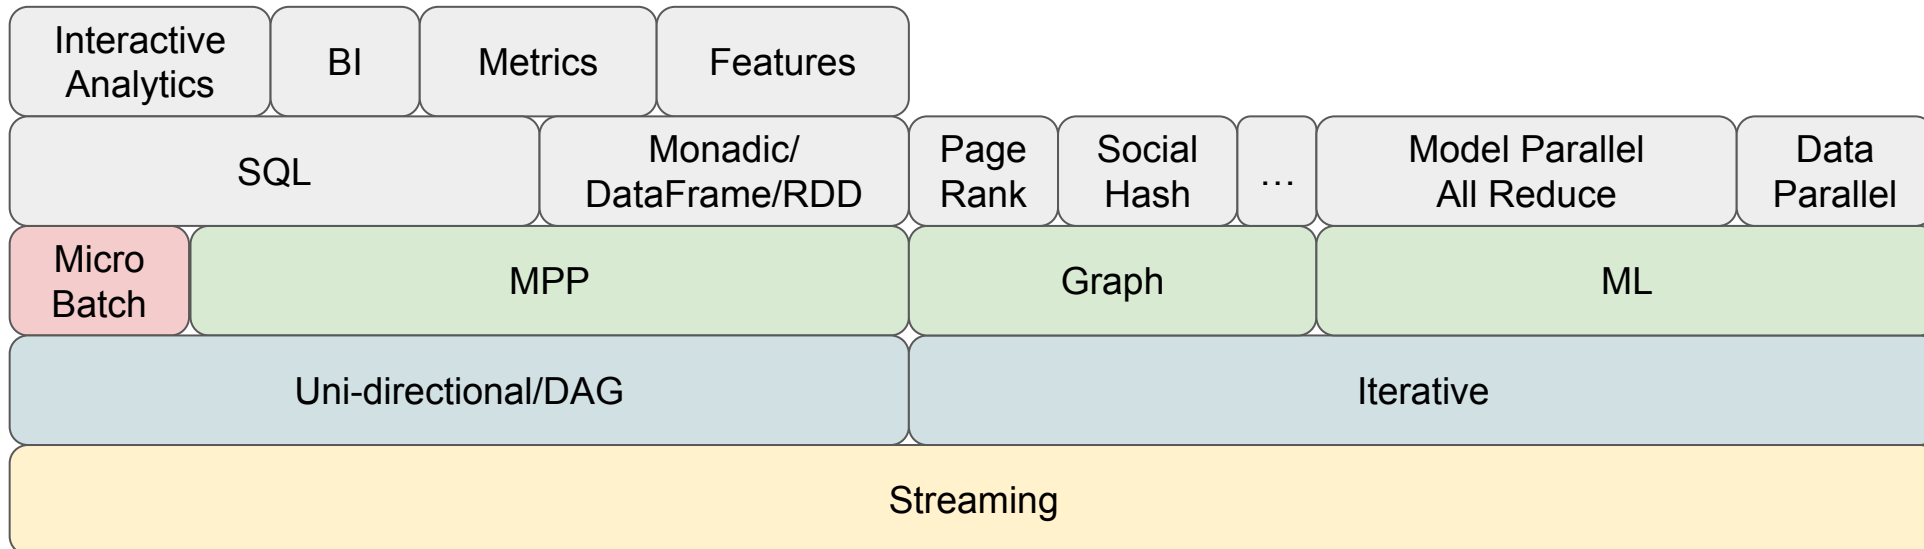 Interactive
Analytics
BI
Metrics
Features
SQL
Monadic/
DataFrame/RDD
Page
Rank
Social
Hash
...
Model Parallel
All Reduce
Data
Parallel
Micro
Batch
MPP
Graph
ML
Uni-directional/DAG
Iterative
Streaming